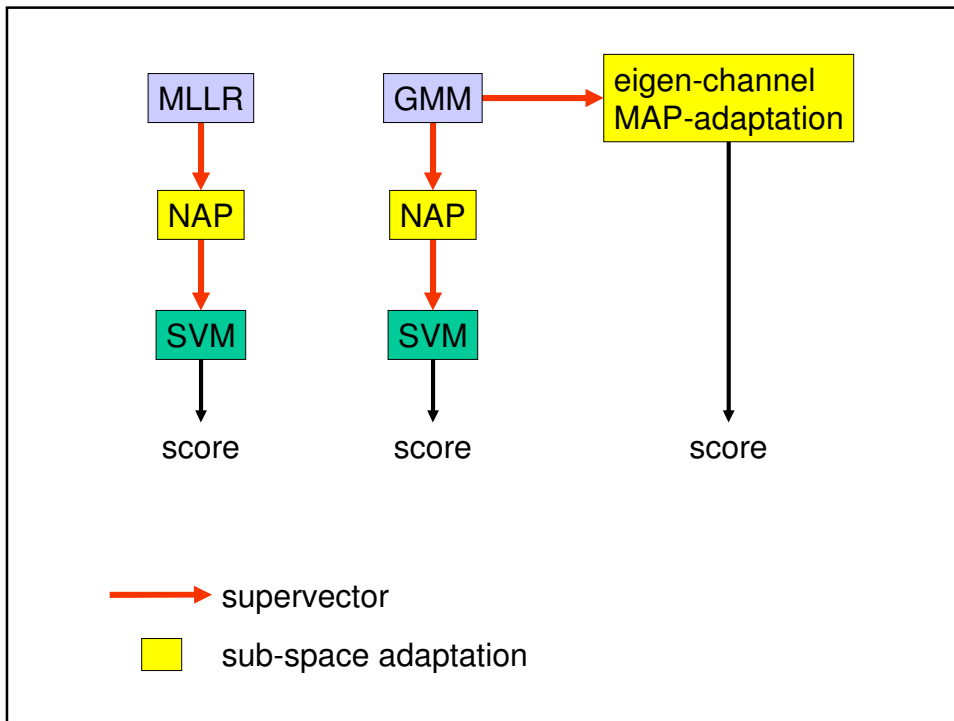 MLLR
GMM
eigen-channel
MAP-adaptation
NAP
NAP
SVM
SVM
score
score
score
supervector
sub-space adaptation